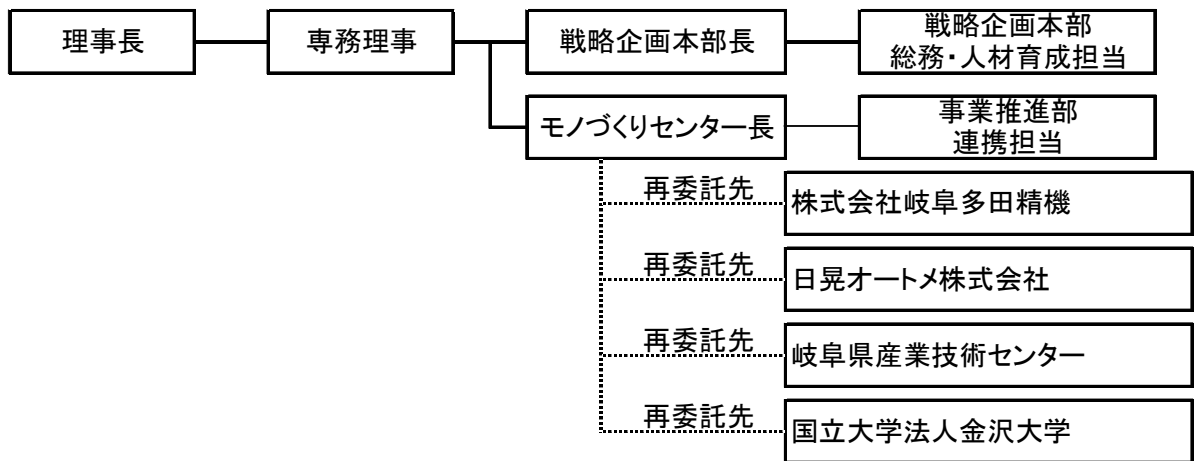 理事長
専務理事
戦略企画本部長
戦略企画本部
総務・人材育成担当
モノづくりセンター長
事業推進部
連携担当
再委託先
株式会社岐阜多田精機
再委託先
日晃オートメ株式会社
再委託先
岐阜県産業技術センター
再委託先
国立大学法人金沢大学